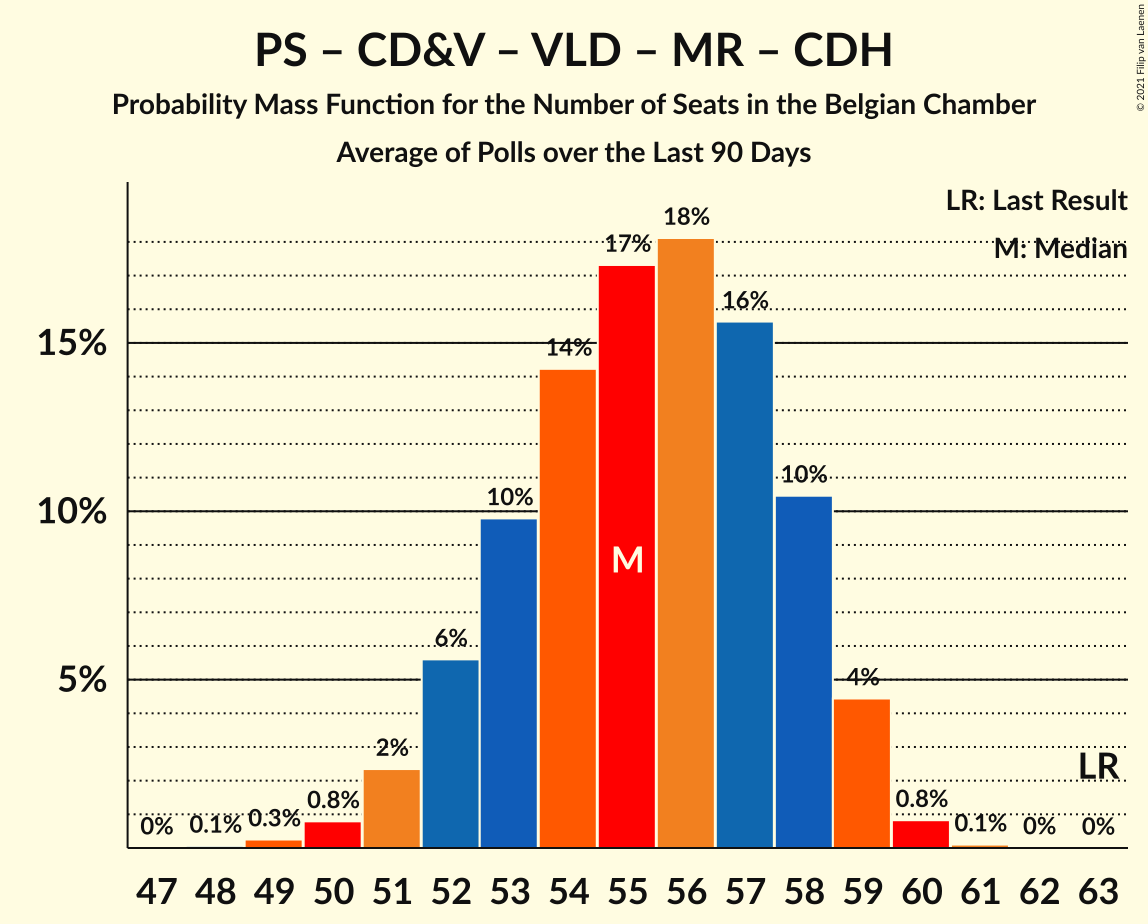 PS – CD&V – VLD – MR – CDH
Probability Mass Function for the Number of Seats in the Belgian Chamber
Average of Polls over the Last 90 Days
© 2021 Filip van Laenen
LR: Last Result
M: Median
15%
10%
5%
0%
0.1%
0.3%
0.8%
2%
6%
10%
14%
17%
18%
16%
10%
4%
0.8%
0.1%
0%
0%
M
LR
47 48 49 50 51 52 53 54 55 56 57 58 59 60 61 62 63